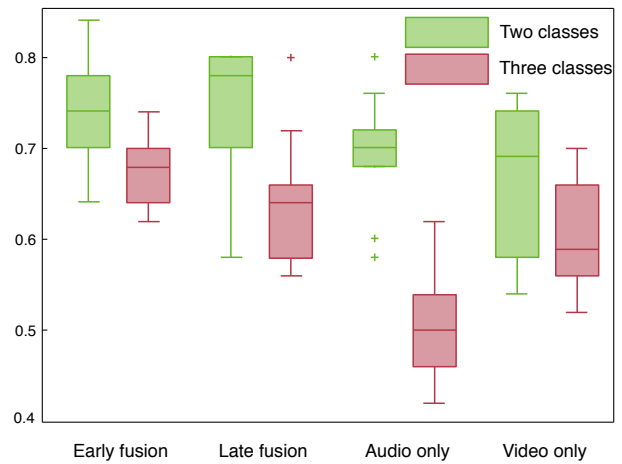 Two classes
Three classes
0.8
0.7
0.6
0.5
0.4
Early fusion Late fusion Audio only Video only